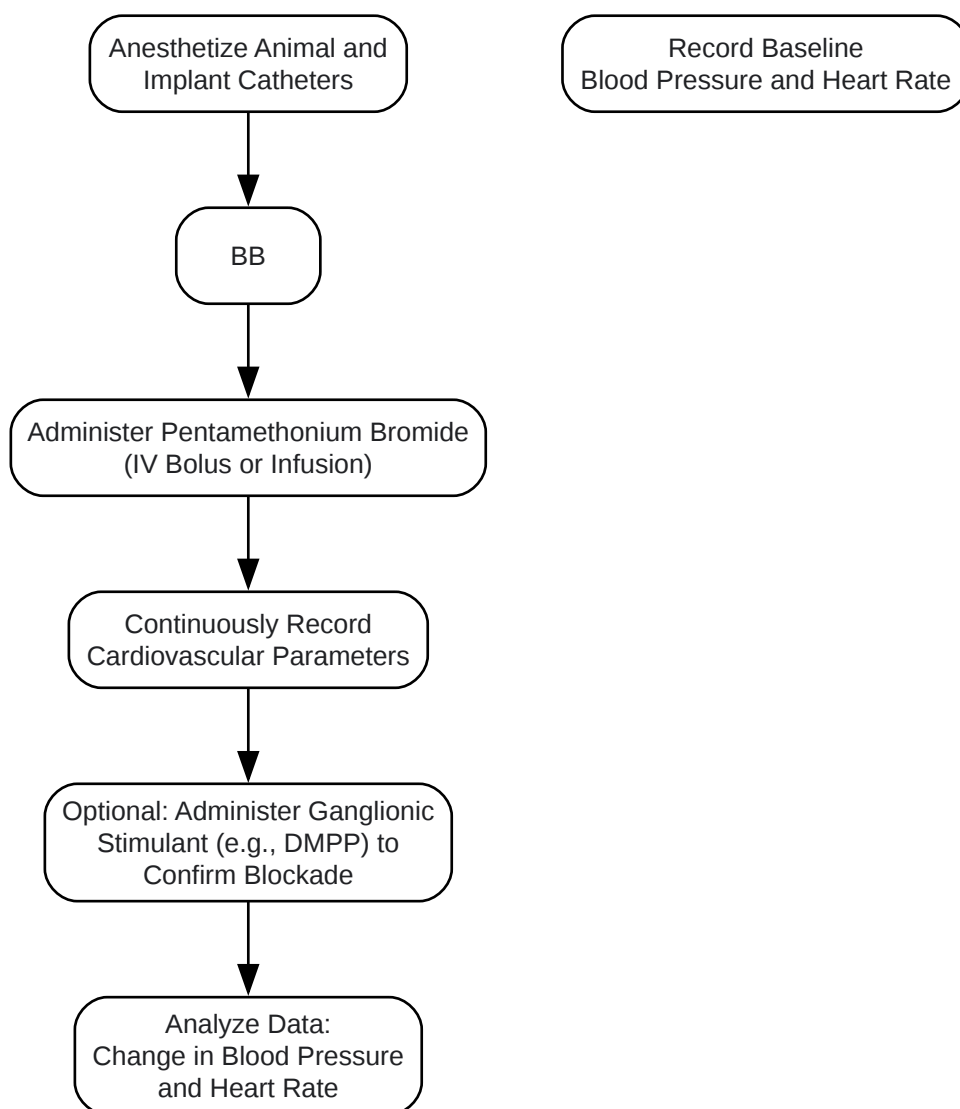 Anesthetize Animal and
Implant Catheters
Record Baseline
Blood Pressure and Heart Rate
BB
Administer Pentamethonium Bromide
(IV Bolus or Infusion)
Continuously Record
Cardiovascular Parameters
Optional: Administer Ganglionic
Stimulant (e.g., DMPP) to
Confirm Blockade
Analyze Data:
Change in Blood Pressure
and Heart Rate